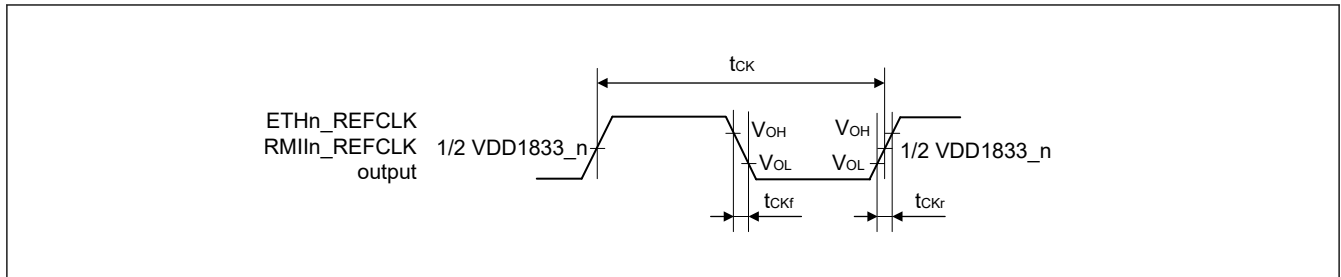 tCK
ETHn_REFCLK
RMIIn_REFCLK
output
1/2 VDD1833_n
VOH
VOL
VOH
VOL
1/2 VDD1833_n
tCKf
tCKr